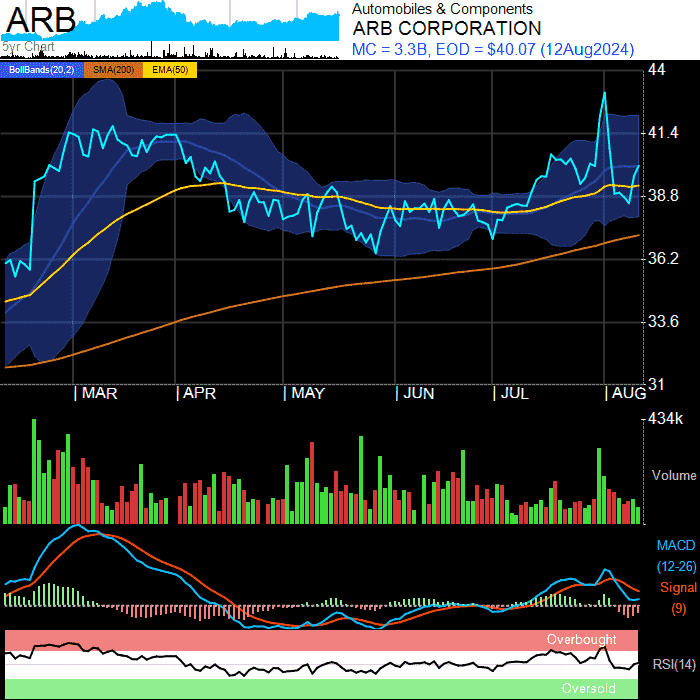 ARB
5yr Chart
Automobiles & Components
ARB CORPORATION
MC = 3.3B, EOD = $40.07 (12Aug2024)
BollBands(20,2) SMA(200) EMA(50)
44
41.4
38.8
36.2
33.6
31
MAR APR MAY JUN JUL AUG
434k
Volume
MACD
(12-26)
Signal
(9)
Overbought
RSI(14)
Oversold